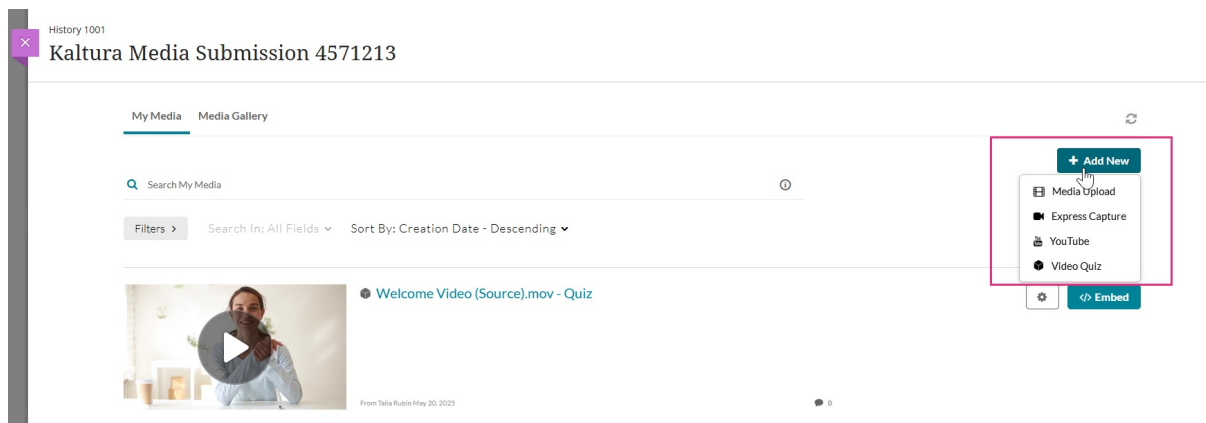 History 1001
Kaltura Media Submission 4571213
My Media Media Gallery
+ Add New
Search My Media
Media Upload
Express Capture
YouTube
Video Quiz
Filters > Search In: All Fields Sort By: Creation Date - Descending
Welcome Video (Source).mov - Quiz
</> Embed
From Talia Rubin May 20, 2025
0